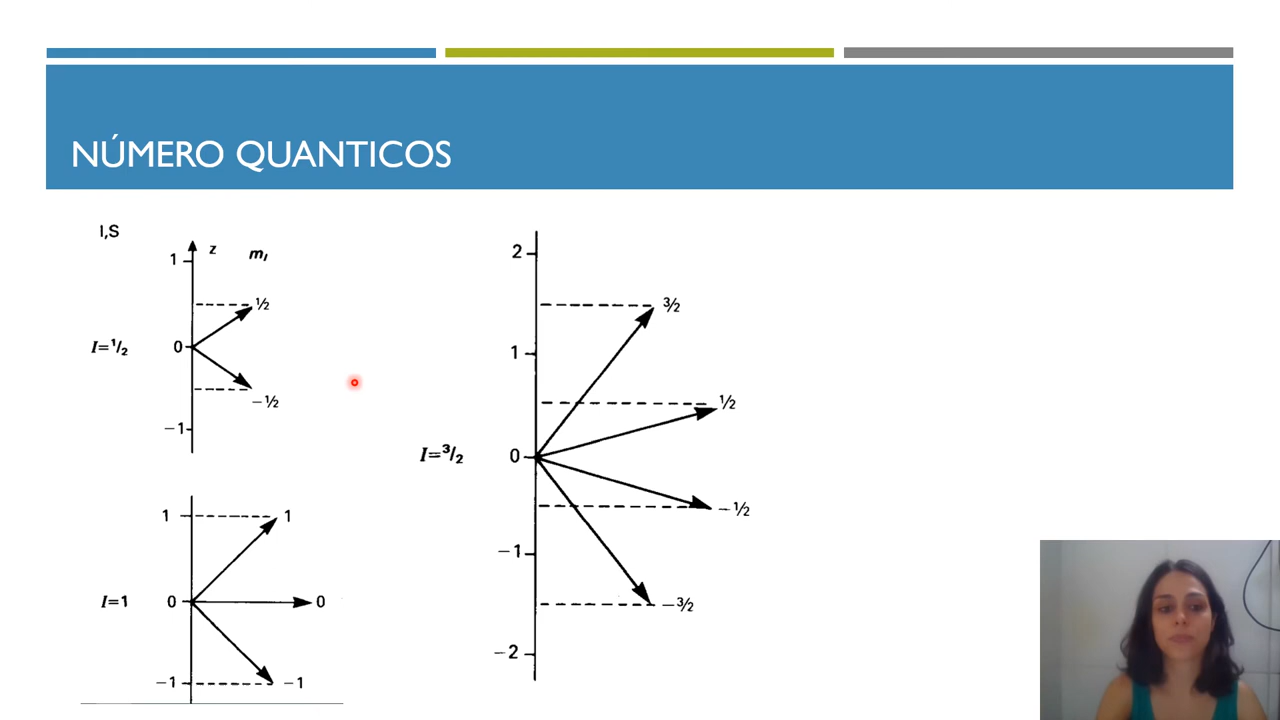 NÚMERO QUANTICOS
I,S
z
m_I
1
½
I=½
0
-½
-1
1
1
I=1
0
0
-1
-1
2
3/2
1
½
I=3/2
0
-½
-1
-3/2
-2